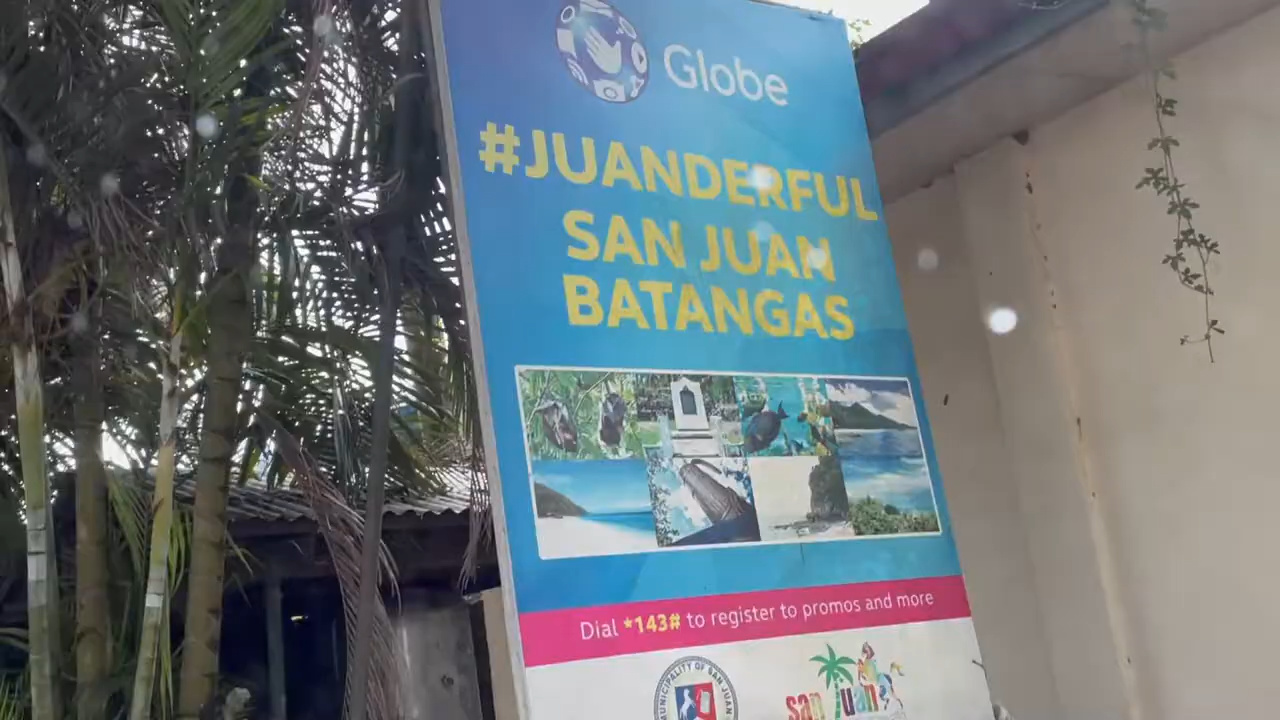 Globe
#JUANDERFUL
SAN JUAN
BATANGAS
Dial *143# to register to promos and more
MUNICIPALITY OF SAN JUAN
san juan